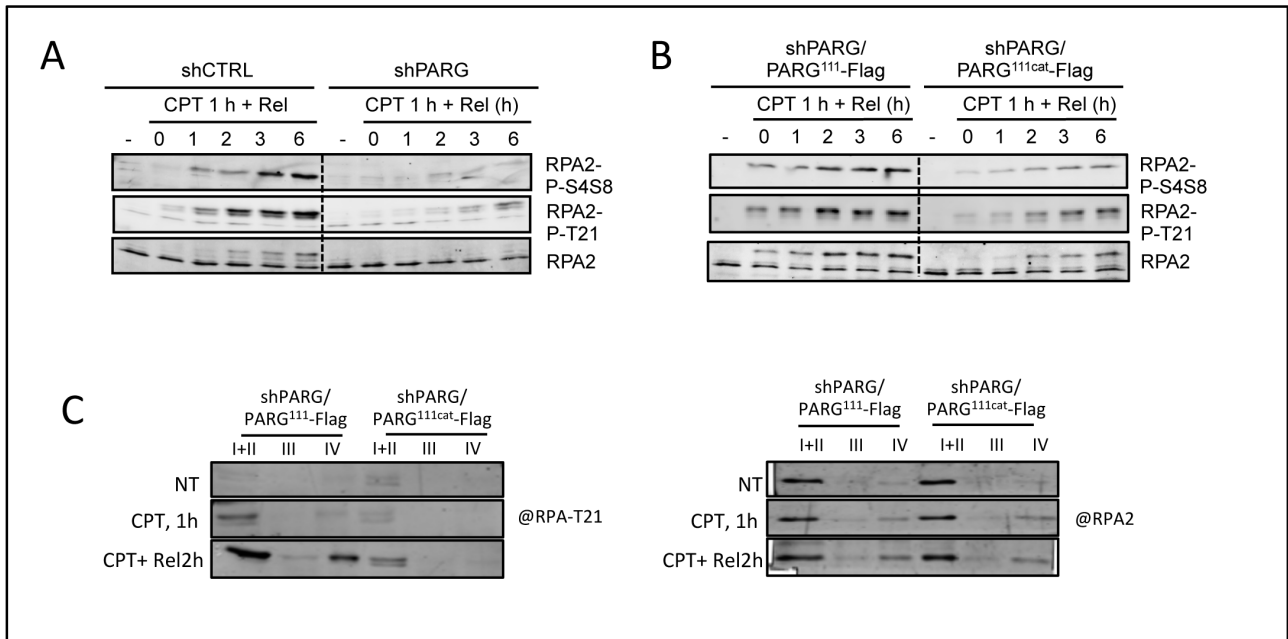 A
shCTRL shPARG
CPT 1 h + Rel CPT 1 h + Rel (h)
- 0 1 2 3 6 - 0 1 2 3 6
RPA2-
P-S4S8
RPA2-
P-T21
RPA2
B
shPARG/ shPARG/
PARG¹¹¹-Flag PARG¹¹¹ᶜᵃᵗ-Flag
CPT 1 h + Rel (h) CPT 1 h + Rel (h)
- 0 1 2 3 6 - 0 1 2 3 6
RPA2-
P-S4S8
RPA2-
P-T21
RPA2
C
shPARG/ shPARG/
PARG¹¹¹-Flag PARG¹¹¹ᶜᵃᵗ-Flag
I+II III IV I+II III IV
NT
CPT, 1h
CPT+ Rel2h
@RPA-T21
shPARG/ shPARG/
PARG¹¹¹-Flag PARG¹¹¹ᶜᵃᵗ-Flag
I+II III IV I+II III IV
NT
CPT, 1h
CPT+ Rel2h
@RPA2